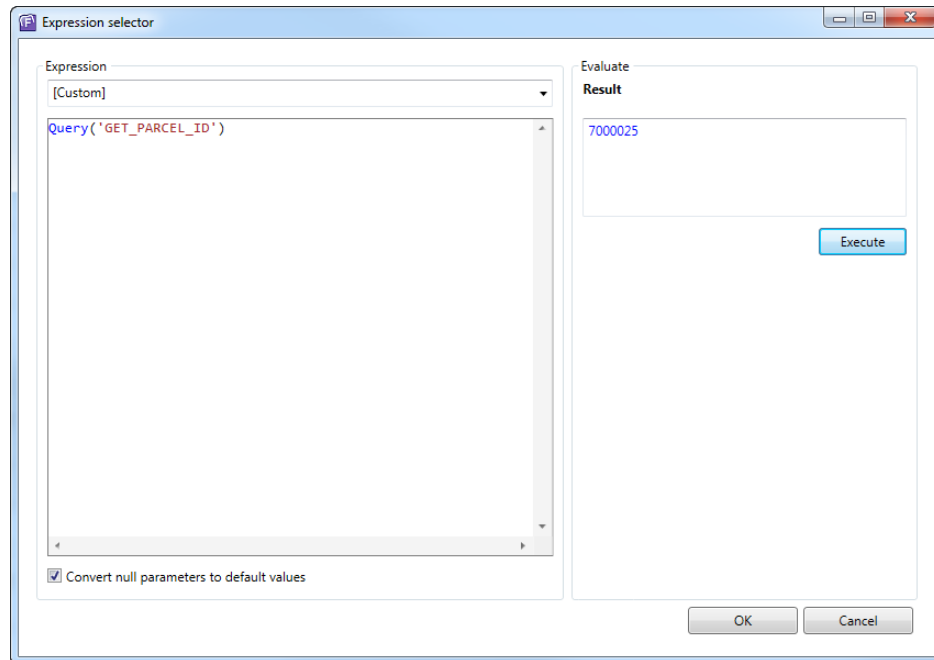 Expression selector
Expression
[Custom]
Query('GET_PARCEL_ID')
Convert null parameters to default values
Evaluate
Result
7000025
Execute
OK
Cancel